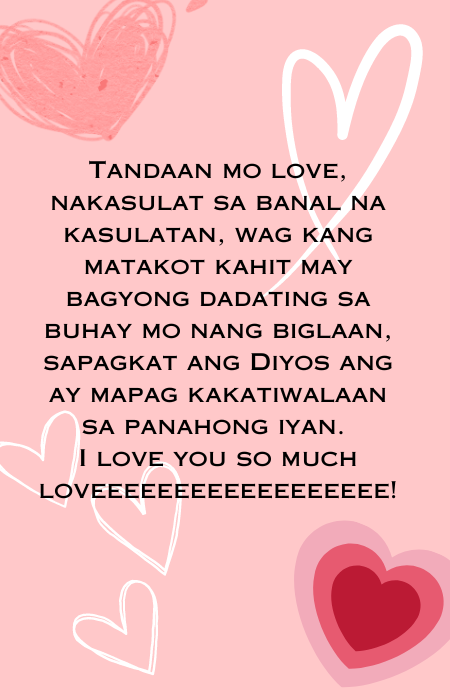 Tandaan mo love,
nakasulat sa banal na
kasulatan, wag kang
matakot kahit may
bagyong dadating sa
buhay mo nang biglaan,
sapagkat ang Diyos ang
ay mapag kakatiwalaan
sa panahong iyan.
I love you so much
loveeeeeeeeeeeeeeeeeee!